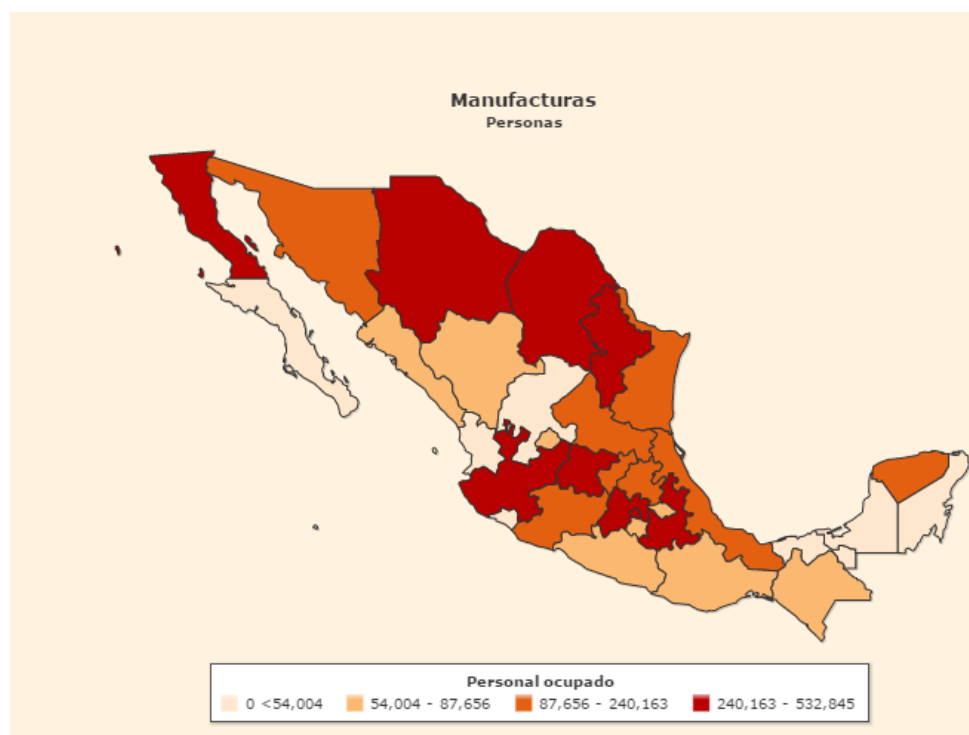 Manufacturas
Personas
Personal ocupado
0 <54,004 54,004 - 87,656 87,656 - 240,163 240,163 - 532,845